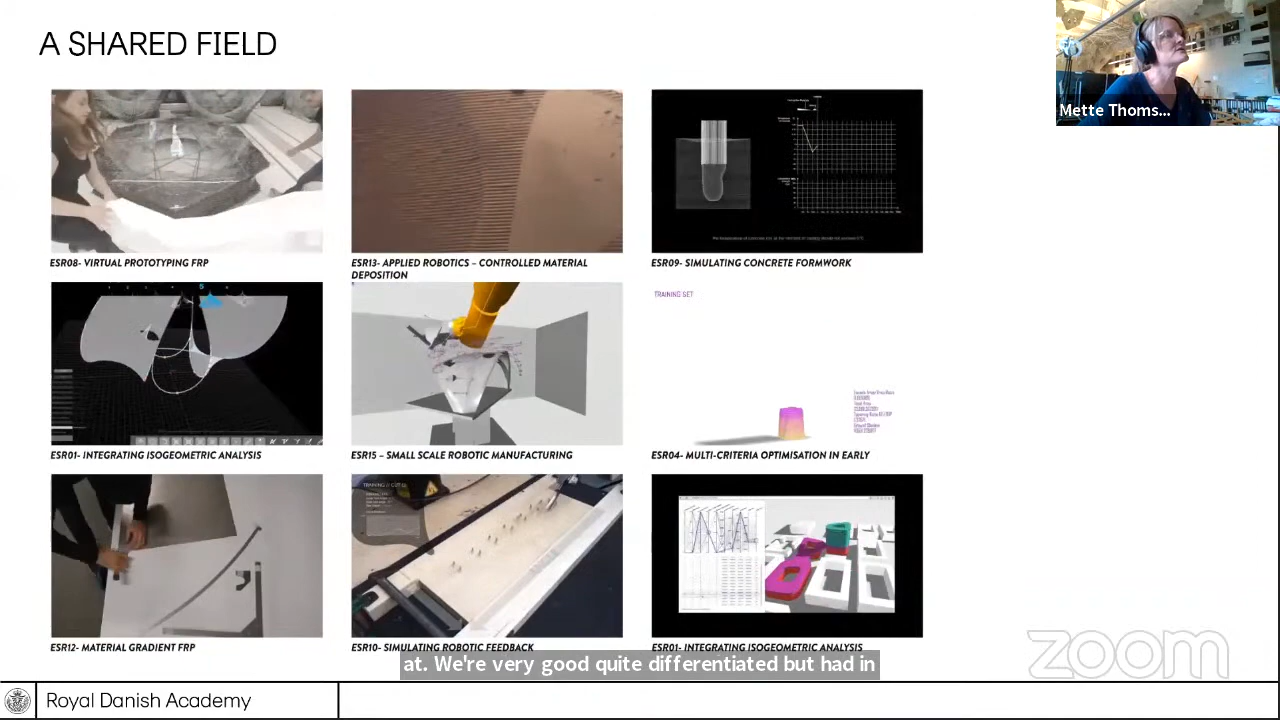 A SHARED FIELD
Mette Thoms...
ESR08- VIRTUAL PROTOTYPING FRP
ESR13- APPLIED ROBOTICS – CONTROLLED MATERIAL
DEPOSITION
ESR09- SIMULATING CONCRETE FORMWORK
TRAINING SET
ESR01- INTEGRATING ISOGEOMETRIC ANALYSIS
ESR15 – SMALL SCALE ROBOTIC MANUFACTURING
ESR04- MULTI-CRITERIA OPTIMISATION IN EARLY
ESR12- MATERIAL GRADIENT FRP
ESR10- SIMULATING ROBOTIC FEEDBACK
ESR01- INTEGRATING ISOGEOMETRIC ANALYSIS
at. We're very good quite differentiated but had in
zoom
Royal Danish Academy